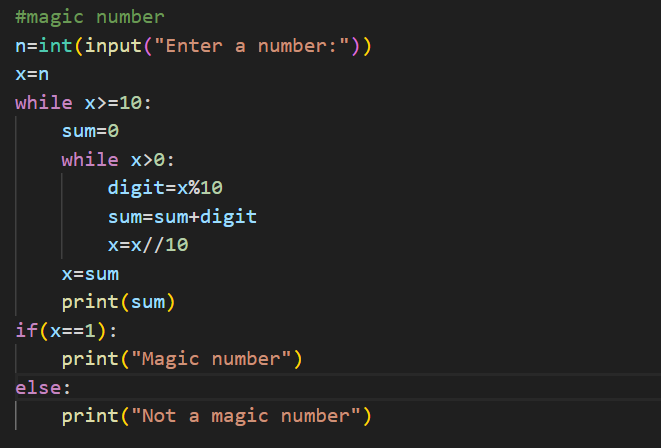 #magic number
n=int(input("Enter a number:"))
x=n
while x>=10:
    sum=0
    while x>0:
        digit=x%10
        sum=sum+digit
        x=x//10
    x=sum
    print(sum)
if(x==1):
    print("Magic number")
else:
    print("Not a magic number")